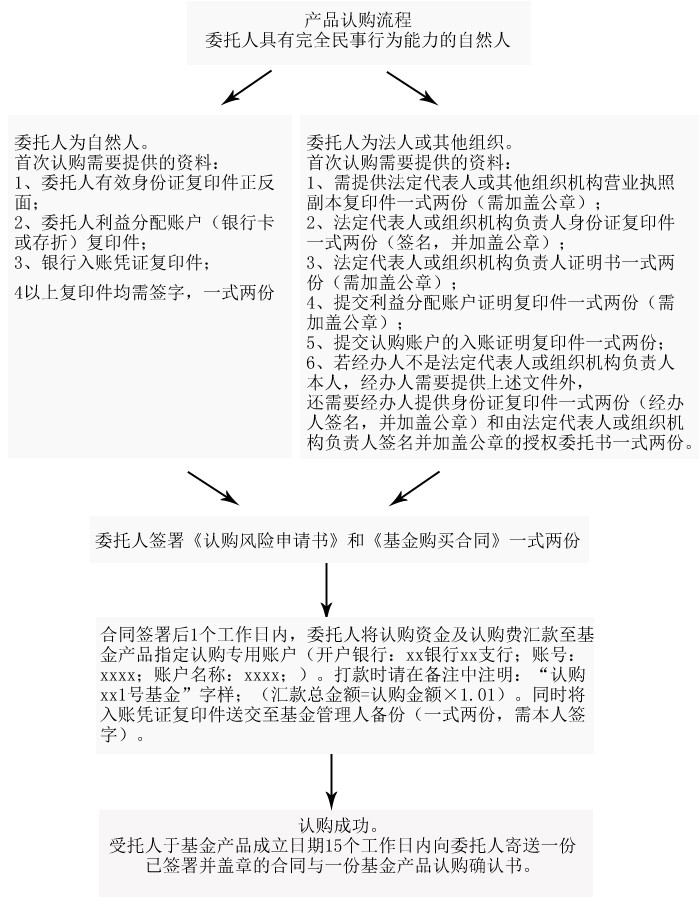 产品认购流程
委托人具有完全民事行为能力的自然人
委托人为自然人。
首次认购需要提供的资料:
1、委托人有效身份证复印件正反
面;
2、委托人利益分配账户（银行卡
或存折）复印件;
3、银行入账凭证复印件;
4以上复印件均需签字，一式两份
委托人为法人或其他组织。
首次认购需要提供的资料:
1、需提供法定代表人或其他组织机构营业执照
副本复印件一式两份（需加盖公章）;
2、法定代表人或组织机构负责人身份证复印件
一式两份（签名，并加盖公章）;
3、法定代表人或组织机构负责人证明书一式两
份（需加盖公章）;
4、提交利益分配账户证明复印件一式两份（需
加盖公章）;
5、提交认购账户的入账证明复印件一式两份;
6、若经办人不是法定代表人或组织机构负责人
本人，经办人需要提供上述文件外，
还需要经办人提供身份证复印件一式两份（经办
人签名，并加盖公章）和由法定代表人或组织机
构负责人签名并加盖公章的授权委托书一式两份。
委托人签署《认购风险申请书》和《基金购买合同》一式两份
合同签署后1个工作日内，委托人将认购资金及认购费汇款至基
金产品指定认购专用账户（开户银行: xx银行xx支行; 账号:
xxxx; 账户名称: xxxx; ）。打款时请在备注中注明: “认购
xx1号基金”字样; （汇款总金额=认购金额×1.01）。同时将
入账凭证复印件送交至基金管理人备份（一式两份，需本人签
字）。
认购成功。
受托人于基金产品成立日期15个工作日内向委托人寄送一份
已签署并盖章的合同与一份基金产品认购确认书。